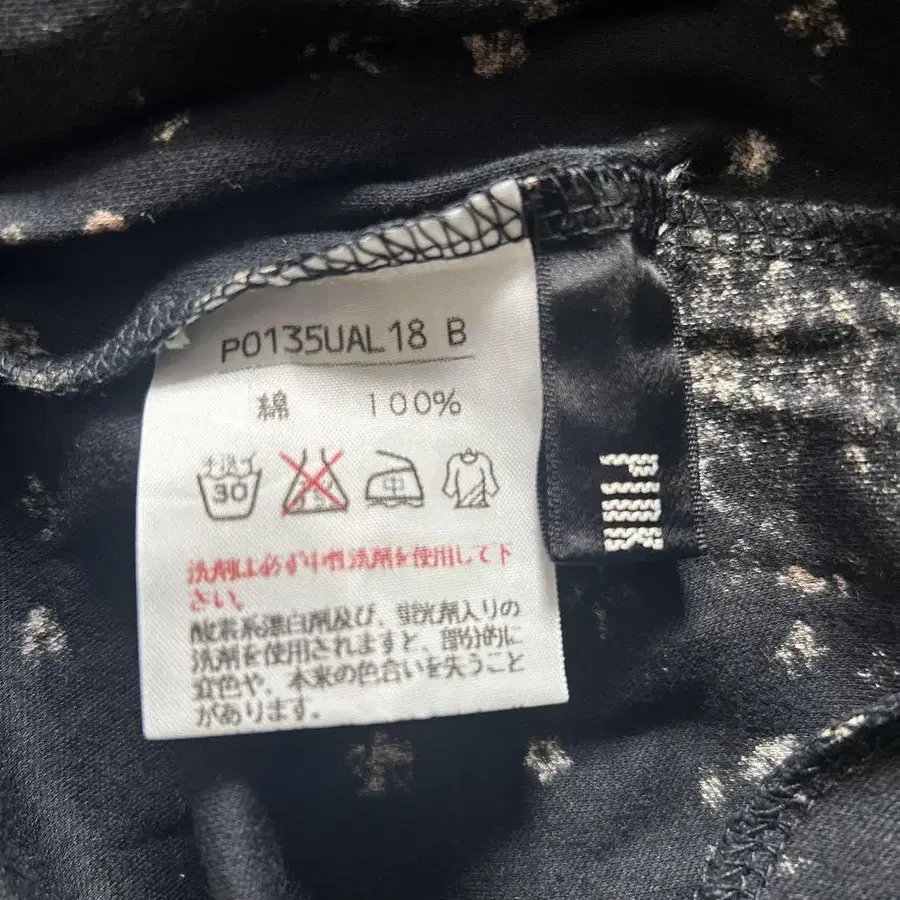 P0135UAL18 B
綿 100%
手洗イ
30
中
洗剤は必ず中性洗剤を使用して下
さい。
酸素系漂白剤及び、蛍光剤入りの
洗剤を使用されますと、部分的に
変色や、本来の色合いを失うこと
があります。
PINK